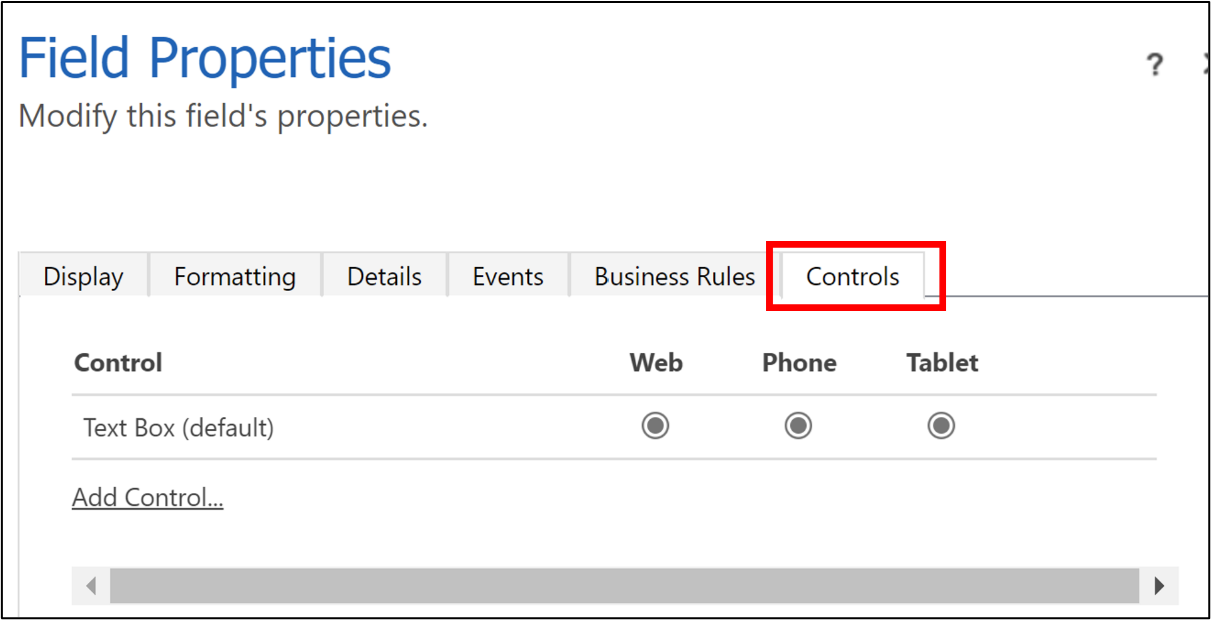 Field Properties
?
Modify this field's properties.
Display Formatting Details Events Business Rules Controls
Control Web Phone Tablet
Text Box (default)
Add Control...